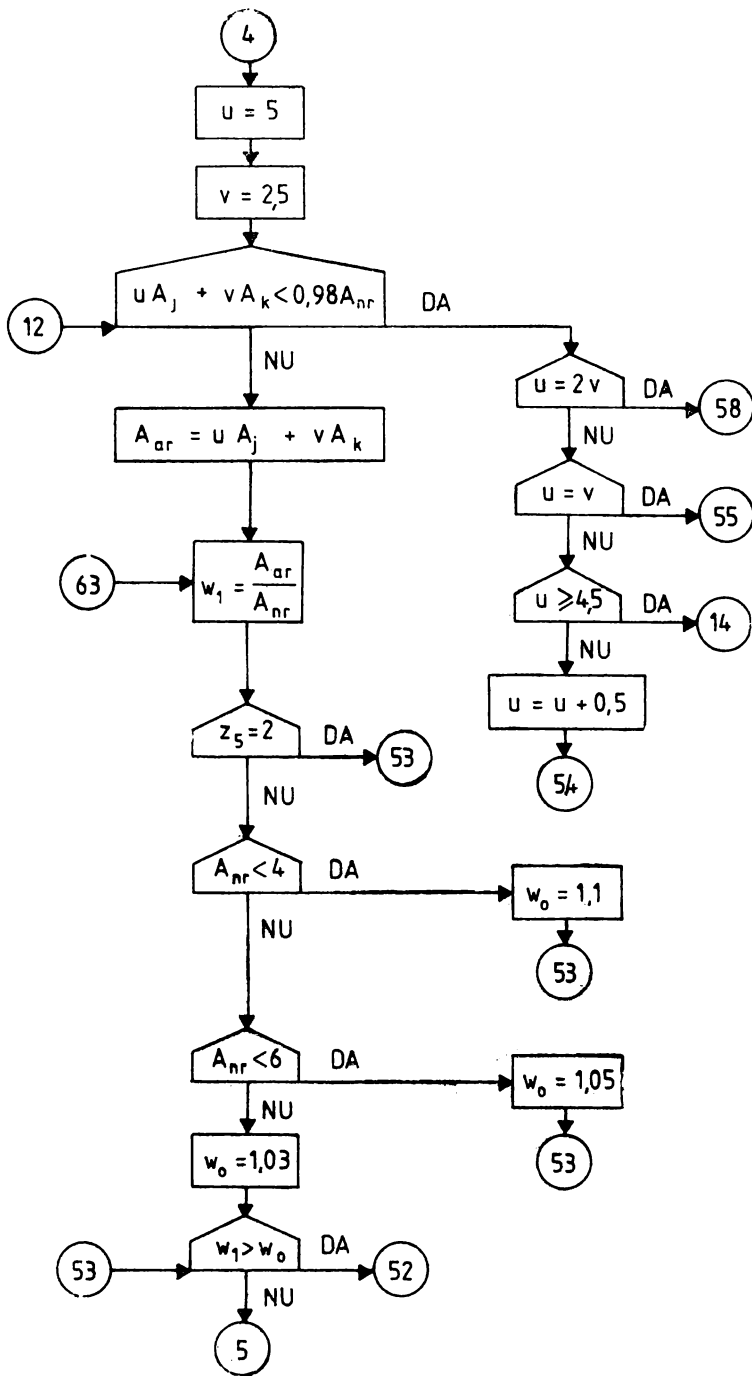 4
u = 5
v = 2,5
u A_j + v A_k < 0,98 A_nr
DA
12
NU
u = 2v
DA
58
NU
A_ar = u A_j + v A_k
u = v
DA
55
NU
63
w_1 = A_ar / A_nr
u ⩾ 4,5
DA
14
NU
u = u + 0,5
z_5 = 2
DA
53
54
NU
A_nr < 4
DA
w_o = 1,1
NU
53
A_nr < 6
DA
w_o = 1,05
NU
w_o = 1,03
53
53
w_1 > w_o
DA
52
NU
5